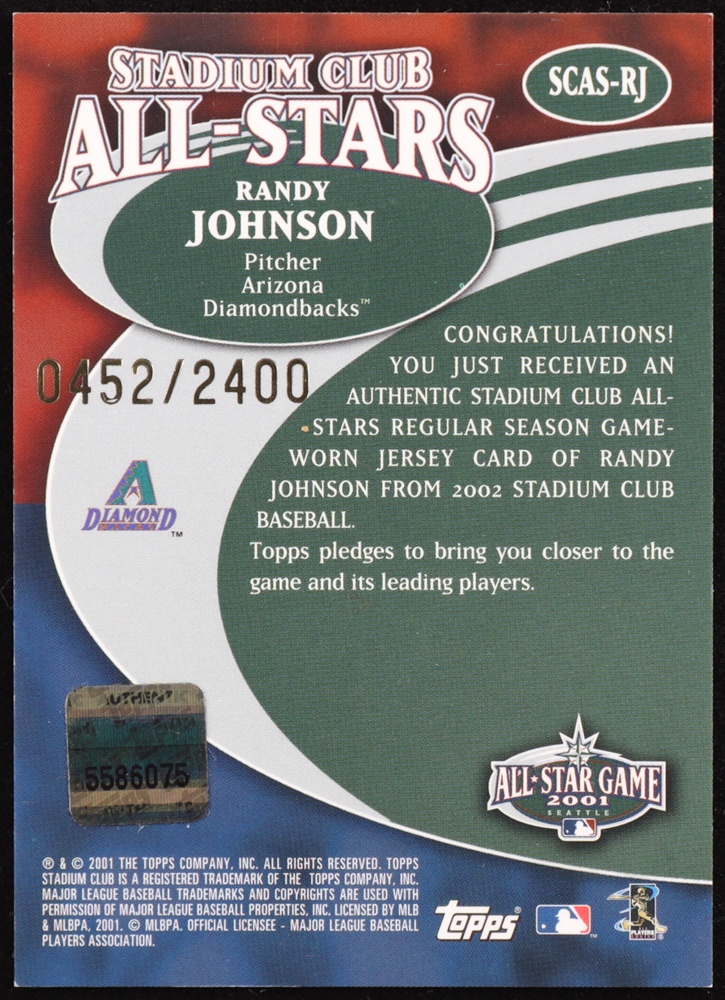 STADIUM CLUB
ALL-STARS
SCAS-RJ
RANDY
JOHNSON
Pitcher
Arizona
Diamondbacks™
0452/2400
CONGRATULATIONS!
YOU JUST RECEIVED AN
AUTHENTIC STADIUM CLUB ALL-
STARS REGULAR SEASON GAME-
WORN JERSEY CARD OF RANDY
JOHNSON FROM 2002 STADIUM CLUB
BASEBALL.
Topps pledges to bring you closer to the
game and its leading players.
DIAMOND
™
5586075
ALL★STAR GAME
2001
SEATTLE
® & © 2001 THE TOPPS COMPANY, INC. ALL RIGHTS RESERVED. TOPPS
STADIUM CLUB IS A REGISTERED TRADEMARK OF THE TOPPS COMPANY, INC.
MAJOR LEAGUE BASEBALL TRADEMARKS AND COPYRIGHTS ARE USED WITH
PERMISSION OF MAJOR LEAGUE BASEBALL PROPERTIES, INC. LICENSED BY MLB
& MLBPA, 2001. © MLBPA. OFFICIAL LICENSEE - MAJOR LEAGUE BASEBALL
PLAYERS ASSOCIATION.
topps®
PLAYERS